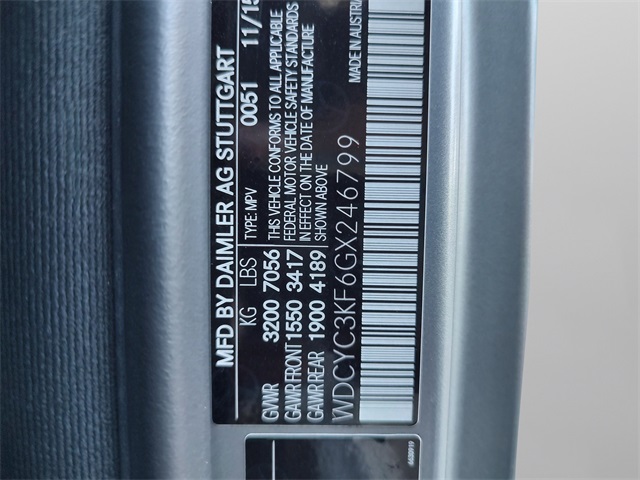 MFD BY DAIMLER AG STUTTGART
0051 11/15
KG LBS TYPE: MPV
GVWR 3200 7056 THIS VEHICLE CONFORMS TO ALL APPLICABLE
GAWR FRONT 1550 3417 FEDERAL MOTOR VEHICLE SAFETY STANDARDS
GAWR REAR 1900 4189 IN EFFECT ON THE DATE OF MANUFACTURE
SHOWN ABOVE
WDCYC3KF6GX246799
MADE IN AUSTRI